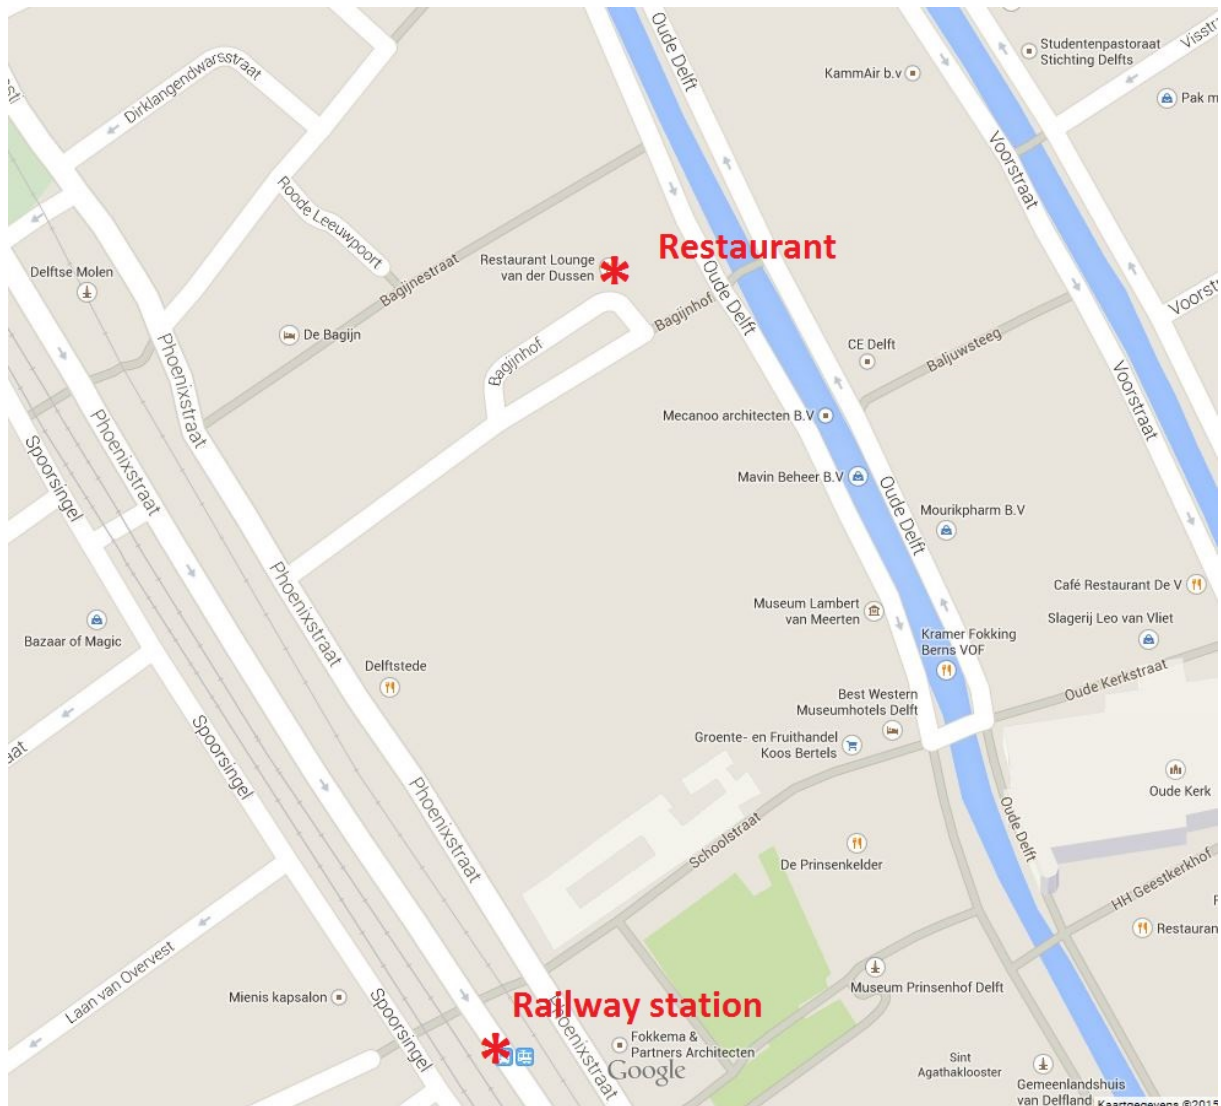 Oude Delft
Studentenpastoraat
Stichting Delfts
KammAir b.v
Pak m
Dirklangendwarsstraat
Voorstraat
Roode Leeuwpoort
Restaurant
Restaurant Lounge
van der Dussen
Delftse Molen
Bagijnestraat
Oude Delft
Bagijnhof
De Bagijn
CE Delft
Baljuwsteeg
Phoenixstraat
Bagijnhof
Voorstraat
Mecanoo architecten B.V
Phoenixstraat
Spoorsingel
Mavin Beheer B.V
Oude Delft
Mourikpharm B.V
Phoenixstraat
Café Restaurant De V
Museum Lambert
van Meerten
Slagerij Leo van Vliet
Bazaar of Magic
Kramer Fokking
Berns VOF
Delftstede
Oude Kerkstraat
Best Western
Museumhotels Delft
Spoorsingel
Groente- en Fruithandel
Koos Bertels
Oude Kerk
Phoenixstraat
Schoolstraat
Oude Delft
De Prinsenkelder
HH Geestkerkhof
Restauran
Laan van Overvest
Mienis kapsalon
Museum Prinsenhof Delft
Railway station
Spoorsingel
Phoenixstraat
Fokkema &
Partners Architecten
Google
Sint
Agathaklooster
Gemeenlandshuis
van Delfland
Kaartgegevens ©2015